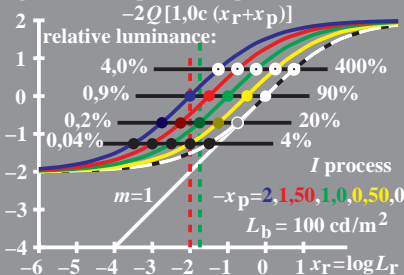 −2Q[1,0c (xr+xp)]
relative luminance:
2
1
0
−1
−2
−3
−4
4,0% 400%
0,9% 90%
0,2% 20%
0,04% 4%
I process
m=1
−xp=2,1,50,1,0,0,50,0
Lb = 100 cd/m²
−6 −5 −4 −3 −2 −1 0 1 xr=logLr